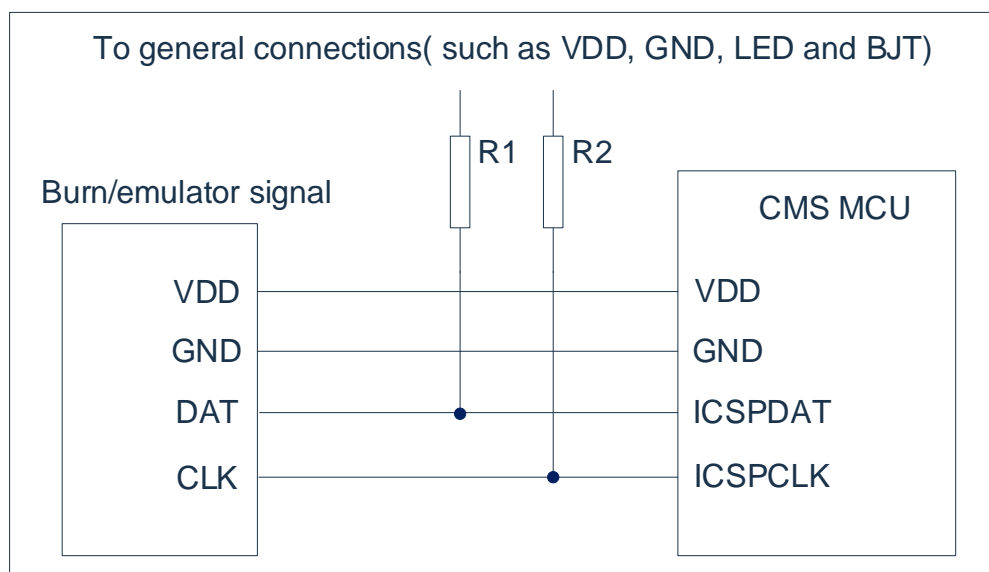 To general connections( such as VDD, GND, LED and BJT)
R1
R2
Burn/emulator signal
CMS MCU
VDD
VDD
GND
GND
DAT
ICSPDAT
CLK
ICSPCLK